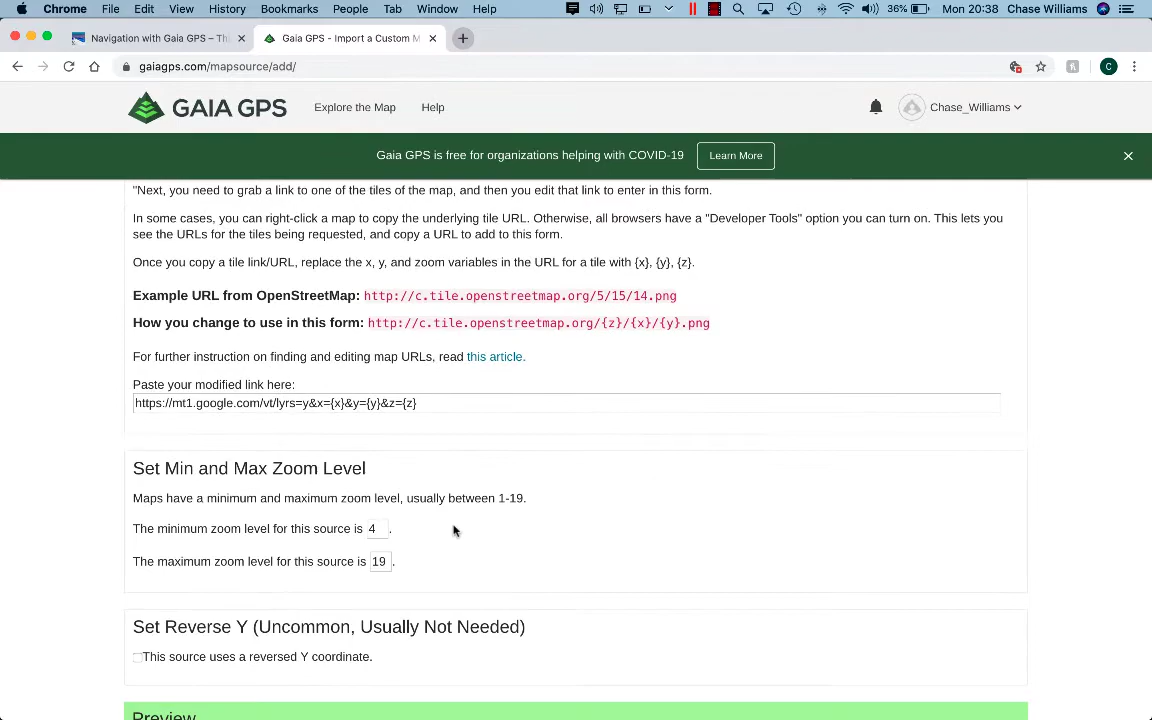 Chrome File Edit View History Bookmarks People Tab Window Help 36% Mon 20:38 Chase Williams
Navigation with Gaia GPS – Th
Gaia GPS - Import a Custom M
gaiagps.com/mapsource/add/
C
GAIA GPS Explore the Map Help Chase_Williams
Gaia GPS is free for organizations helping with COVID-19 Learn More
"Next, you need to grab a link to one of the tiles of the map, and then you edit that link to enter in this form.
In some cases, you can right-click a map to copy the underlying tile URL. Otherwise, all browsers have a "Developer Tools" option you can turn on. This lets you
see the URLs for the tiles being requested, and copy a URL to add to this form.
Once you copy a tile link/URL, replace the x, y, and zoom variables in the URL for a tile with {x}, {y}, {z}.
Example URL from OpenStreetMap: http://c.tile.openstreetmap.org/5/15/14.png
How you change to use in this form: http://c.tile.openstreetmap.org/{z}/{x}/{y}.png
For further instruction on finding and editing map URLs, read this article.
Paste your modified link here:
https://mt1.google.com/vt/lyrs=y&x={x}&y={y}&z={z}
Set Min and Max Zoom Level
Maps have a minimum and maximum zoom level, usually between 1-19.
The minimum zoom level for this source is 4 .
The maximum zoom level for this source is 19 .
Set Reverse Y (Uncommon, Usually Not Needed)
This source uses a reversed Y coordinate.
Preview